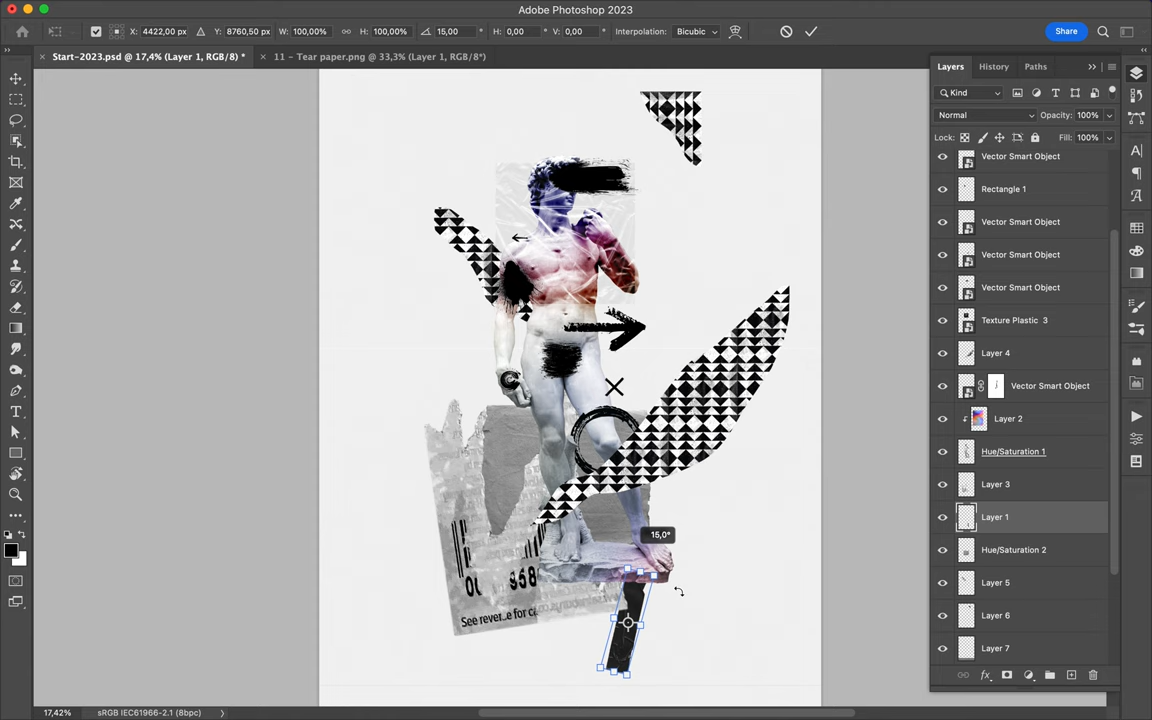 Adobe Photoshop 2023
X: 4422,00 px Y: 8760,50 px W: 100,00% H: 100,00% 15,00 ° H: 0,00 ° V: 0,00 ° Interpolation: Bicubic Share
Start-2023.psd @ 17,4% (Layer 1, RGB/8) * 11 – Tear paper.png @ 33,3% (Layer 1, RGB/8*)
Layers History Paths
Kind
Normal Opacity: 100%
Lock: Fill: 100%
Vector Smart Object
Rectangle 1
Vector Smart Object
Vector Smart Object
Vector Smart Object
Texture Plastic 3
Layer 4
Vector Smart Object
Layer 2
Hue/Saturation 1
Layer 3
Layer 1
Hue/Saturation 2
Layer 5
Layer 6
Layer 7
15,0°
See reverse for
17,42% sRGB IEC61966-2.1 (8bpc)